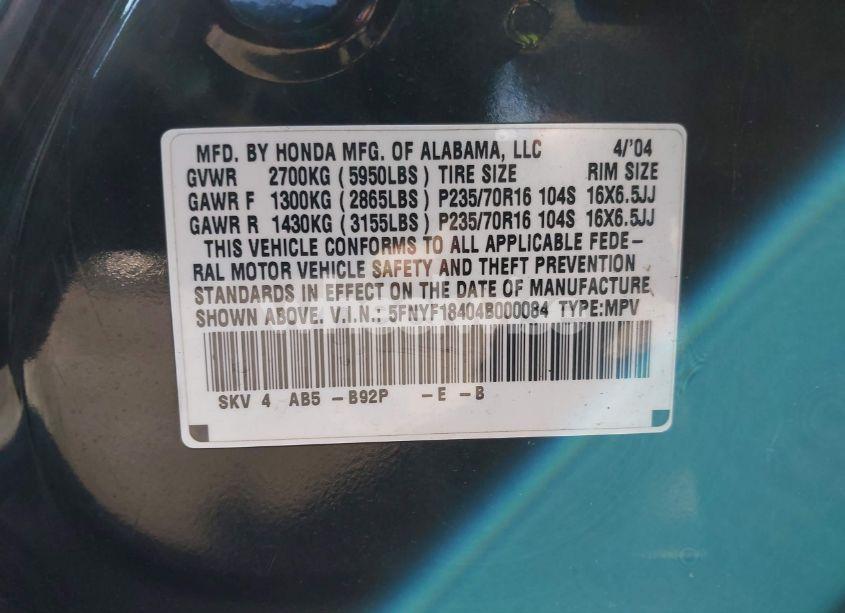 MFD. BY HONDA MFG. OF ALABAMA, LLC 4/'04
GVWR 2700KG (5950LBS) TIRE SIZE RIM SIZE
GAWR F 1300KG (2865LBS) P235/70R16 104S 16X6.5JJ
GAWR R 1430KG (3155LBS) P235/70R16 104S 16X6.5JJ
THIS VEHICLE CONFORMS TO ALL APPLICABLE FEDE-
RAL MOTOR VEHICLE SAFETY AND THEFT PREVENTION
STANDARDS IN EFFECT ON THE DATE OF MANUFACTURE
SHOWN ABOVE. V.I.N.: 5FNYF18404B000084 TYPE:MPV
SKV 4 AB5 -B92P -E -B